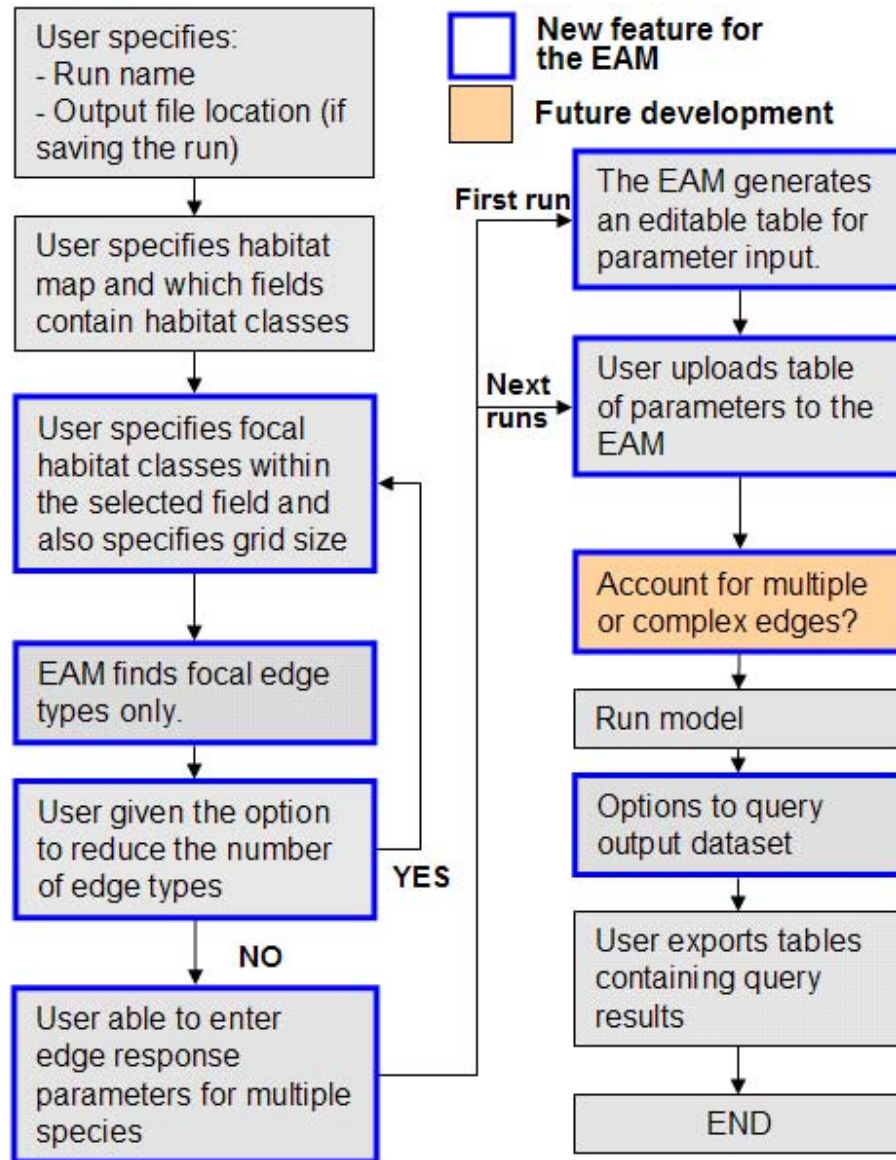 User specifies:
- Run name
- Output file location (if
saving the run)
User specifies habitat
map and which fields
contain habitat classes
User specifies focal
habitat classes within
the selected field and
also specifies grid size
EAM finds focal edge
types only.
User given the option
to reduce the number
of edge types
YES
NO
User able to enter
edge response
parameters for multiple
species
New feature for
the EAM
Future development
First run
The EAM generates
an editable table for
parameter input.
Next
runs
User uploads table
of parameters to the
EAM
Account for multiple
or complex edges?
Run model
Options to query
output dataset
User exports tables
containing query
results
END